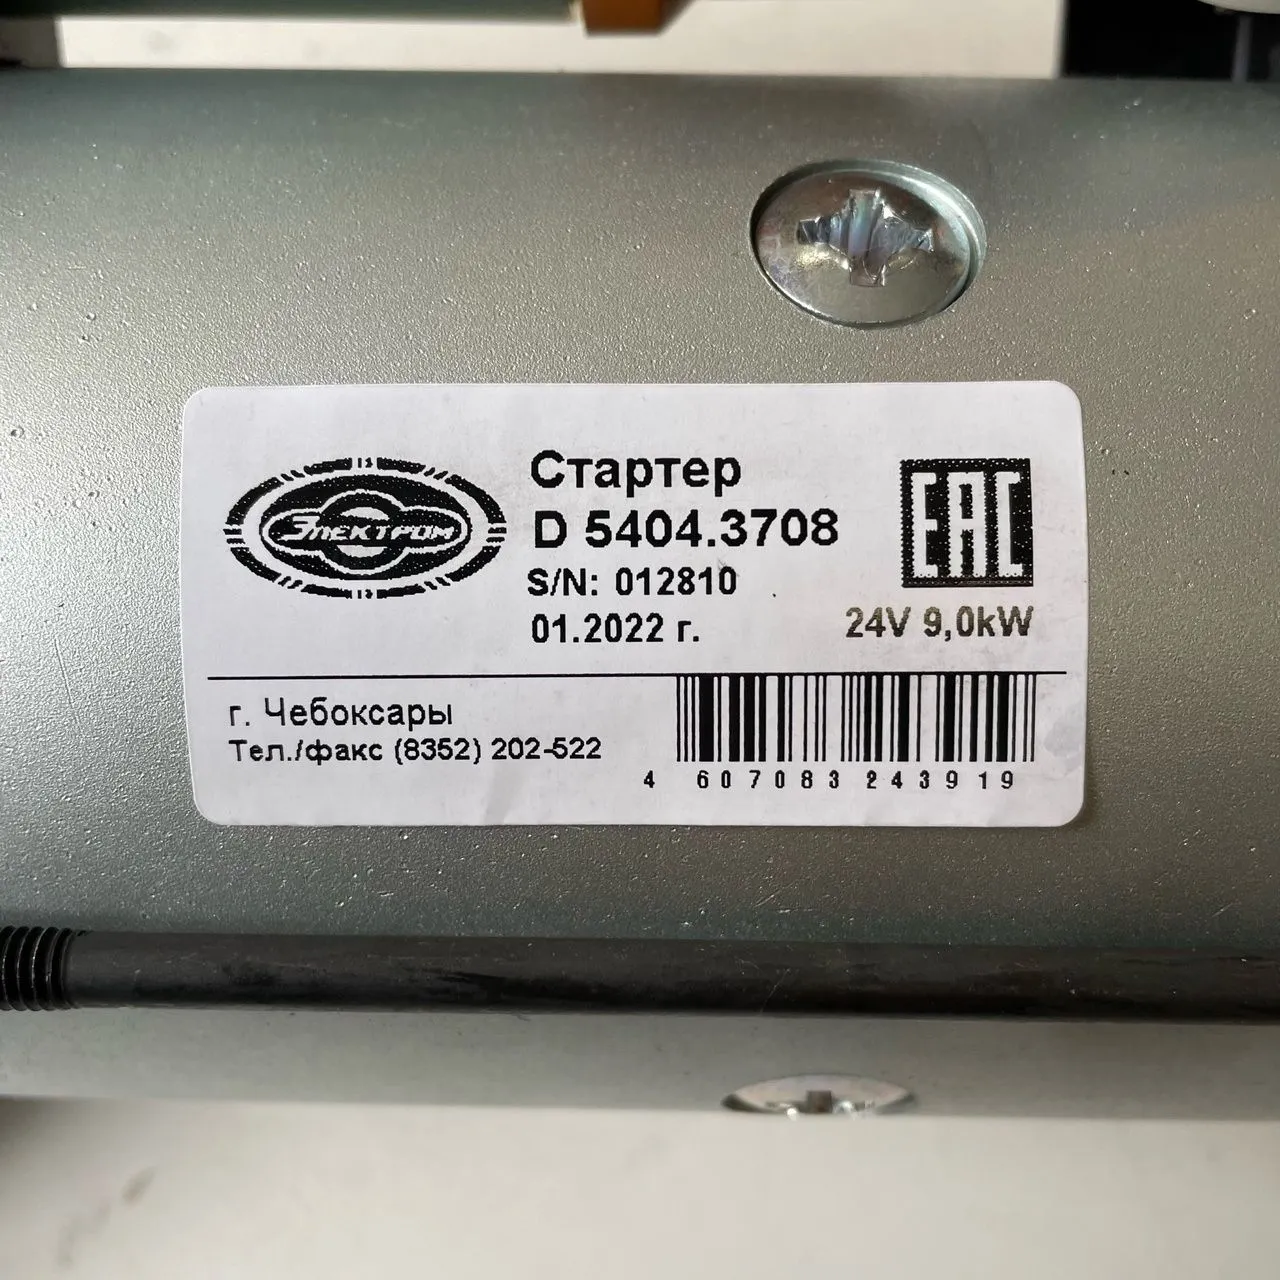 Электром
Стартер
D 5404.3708
S/N: 012810
01.2022 г.
EAC
24V 9,0kW
г. Чебоксары
Тел./факс (8352) 202-522
4 607083 243919